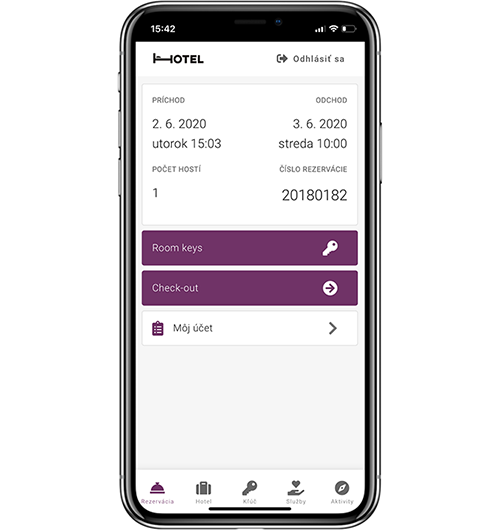 15:42
HOTEL
Odhlásiť sa
PRÍCHOD ODCHOD
2. 6. 2020 3. 6. 2020
utorok 15:03 streda 10:00
POČET HOSTÍ ČÍSLO REZERVÁCIE
1 20180182
Room keys
Check-out
Môj účet
Rezervácia Hotel Kľúč Služby Aktivity